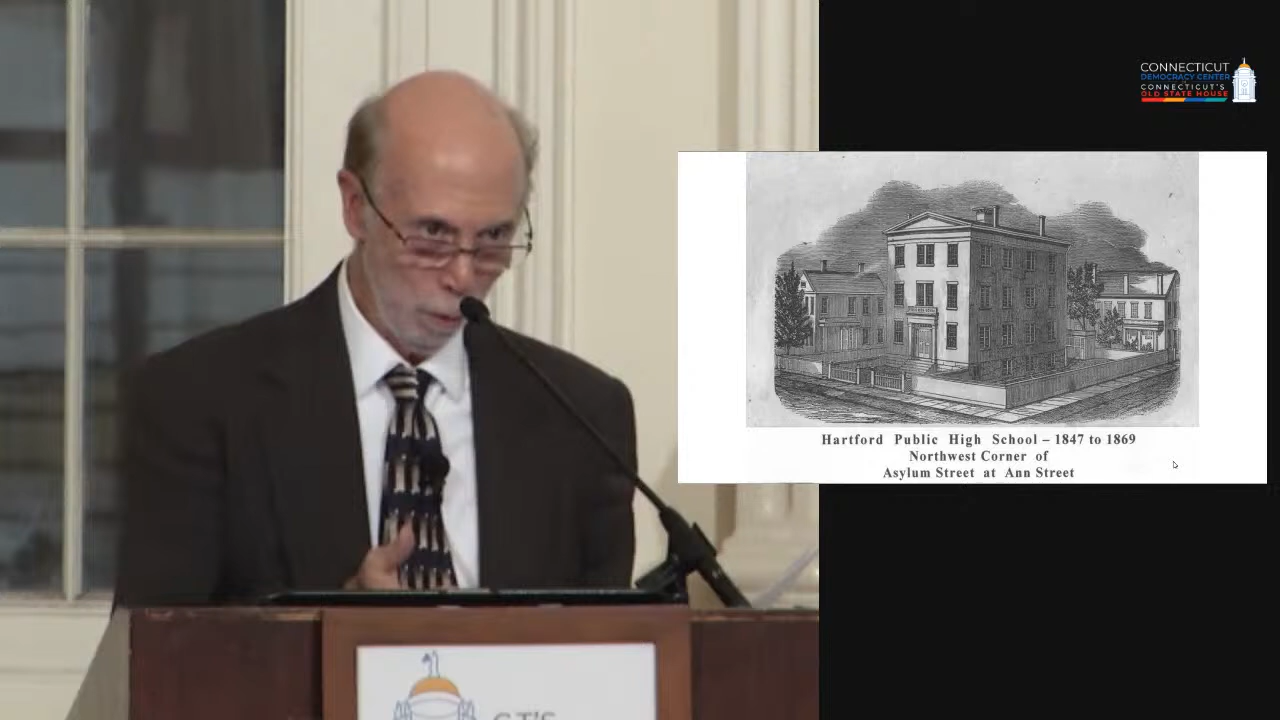 CONNECTICUT
DEMOCRACY CENTER
CONNECTICUT'S
OLD STATE HOUSE
Hartford Public High School – 1847 to 1869
Northwest Corner of
Asylum Street at Ann Street
CT'S